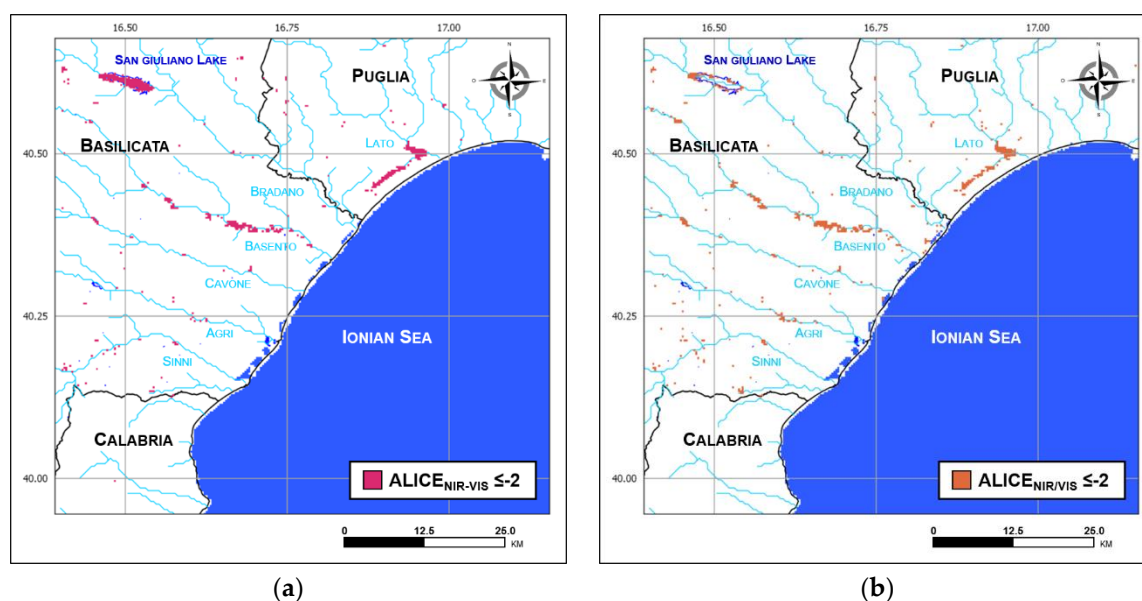 16.50 16.75 17.00
N
O E
S
SAN GIULIANO LAKE
PUGLIA
40.50
BASILICATA
LATO
BRADANO
BASENTO
CAVONE
40.25
AGRI
IONIAN SEA
SINNI
CALABRIA
40.00
ALICENIR-VIS ≤-2
0 12.5 25.0
KM
(a)
16.50 16.75 17.00
N
O E
S
SAN GIULIANO LAKE
PUGLIA
40.50
BASILICATA
LATO
BRADANO
BASENTO
CAVONE
40.25
AGRI
IONIAN SEA
SINNI
CALABRIA
40.00
ALICENIR/VIS ≤-2
0 12.5 25.0
KM
(b)